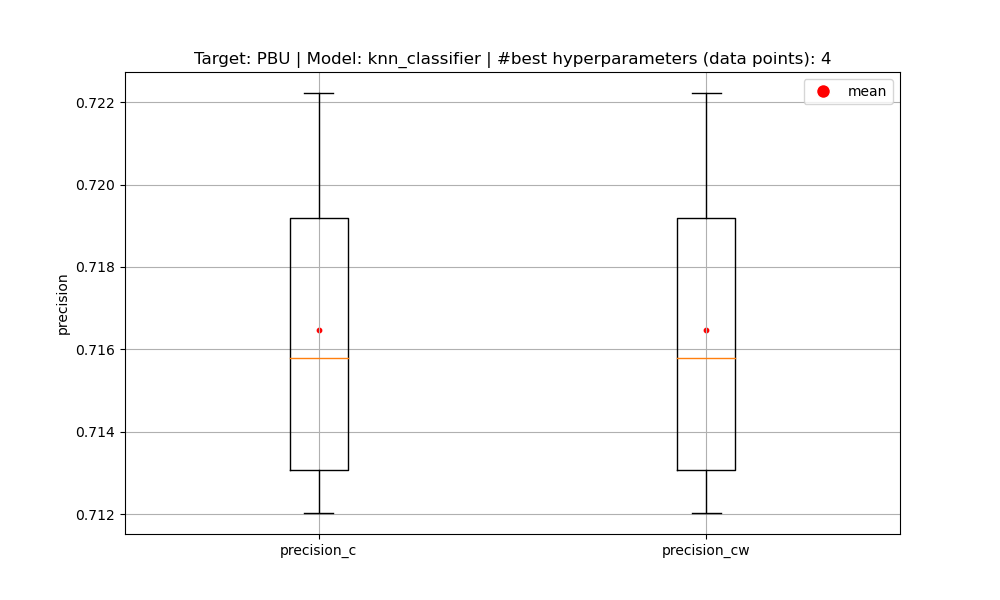 Target: PBU | Model: knn_classifier | #best hyperparameters (data points): 4
mean
0.722
0.720
0.718
0.716
0.714
0.712
precision
precision_c
precision_cw